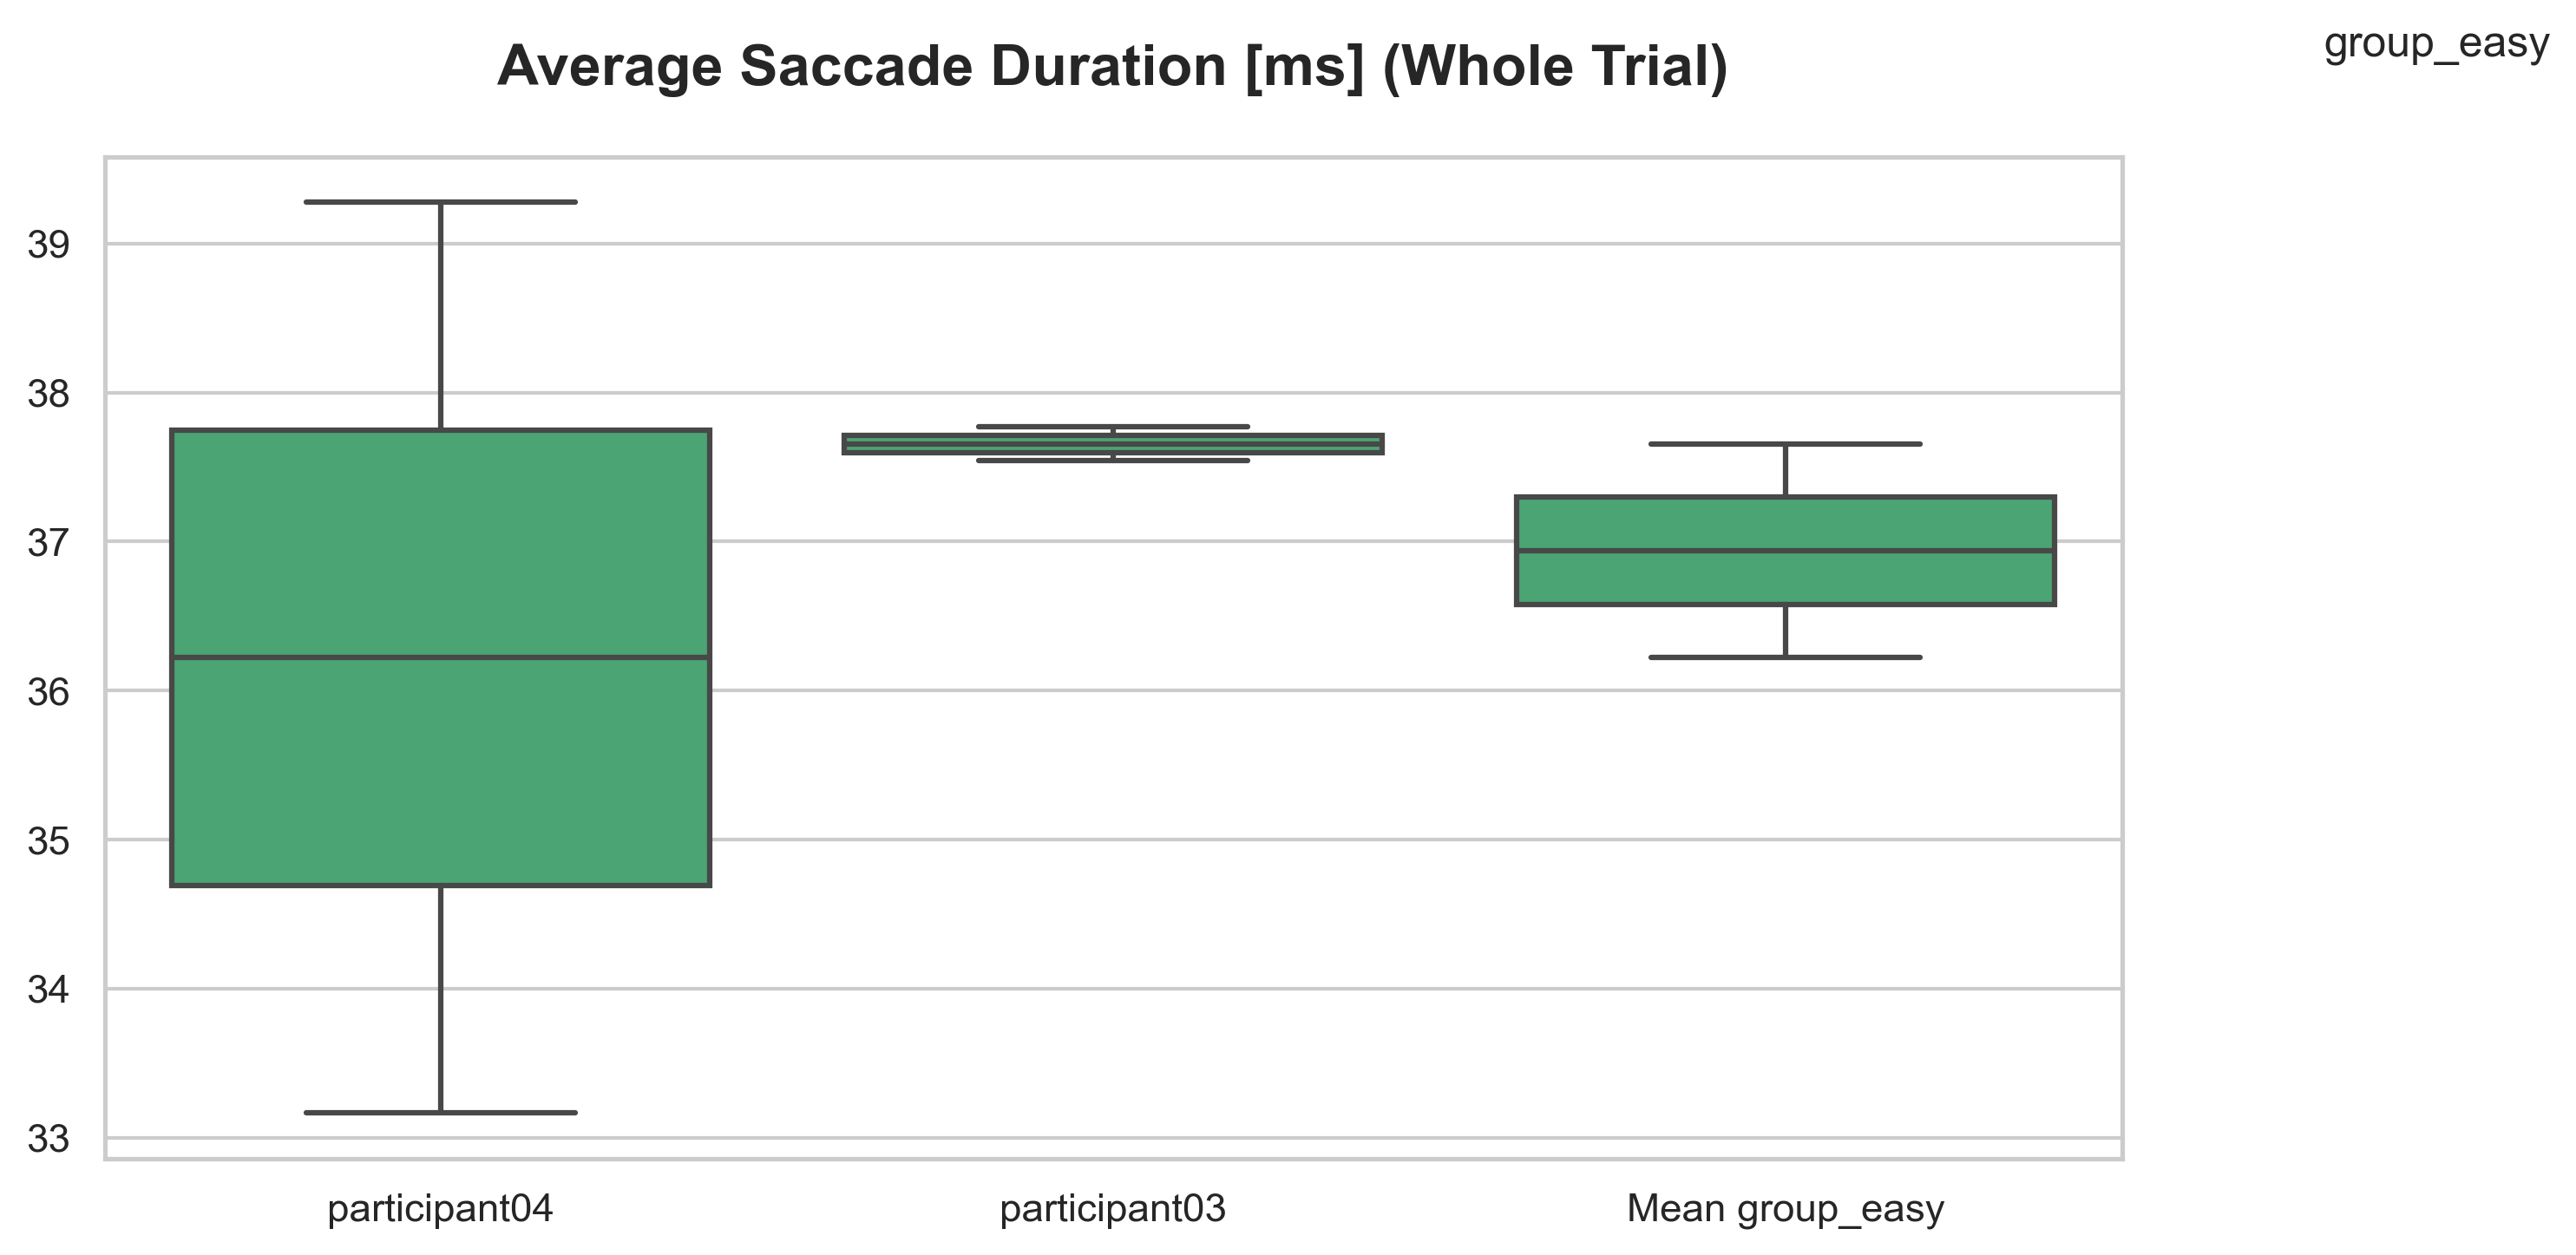 Average Saccade Duration [ms] (Whole Trial)
group_easy
39
38
37
36
35
34
33
participant04
participant03
Mean group_easy